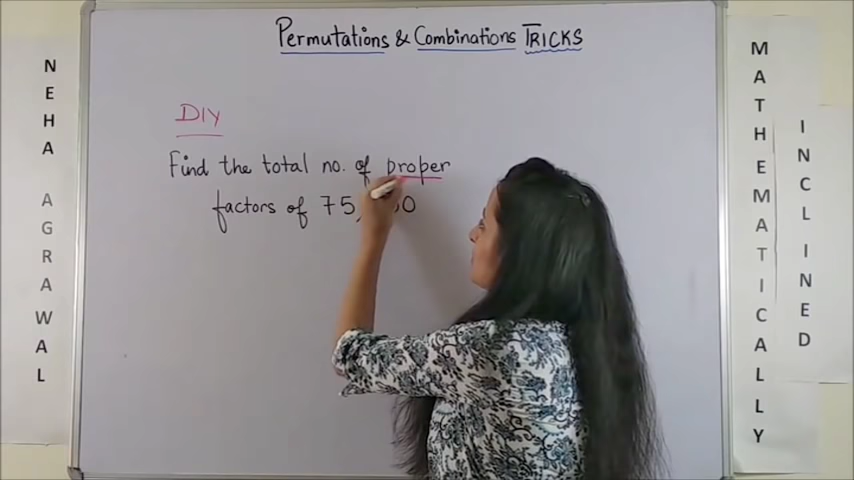 Permutations & Combinations TRICKS
DIY
Find the total no. of proper
factors of 75,
NEHA
AGRAWAL
MATHEMATICALLY
INCLINED